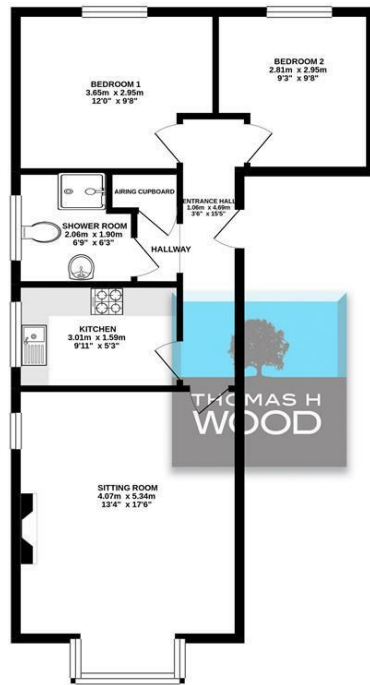 BEDROOM 1
3.65m x 2.95m
12'0" x 9'8"
BEDROOM 2
2.81m x 2.95m
9'3" x 9'8"
AIRING CUPBOARD
ENTRANCE HALL
1.06m x 4.69m
3'6" x 15'5"
SHOWER ROOM
2.06m x 1.90m
6'9" x 6'3"
HALLWAY
KITCHEN
3.01m x 1.59m
9'11" x 5'3"
THOMAS H
WOOD
SITTING ROOM
4.07m x 5.34m
13'4" x 17'6"